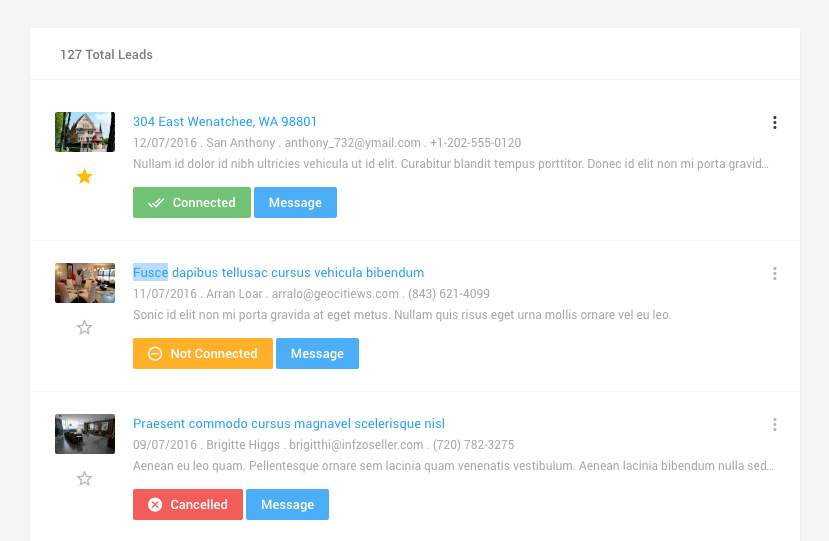 127 Total Leads
304 East Wenatchee, WA 98801
12/07/2016 . San Anthony . anthony_732@ymail.com . +1-202-555-0120
Nullam id dolor id nibh ultricies vehicula ut id elit. Curabitur blandit tempus porttitor. Donec id elit non mi porta gravid...
Connected Message
Fusce dapibus tellusac cursus vehicula bibendum
11/07/2016 . Arran Loar . arralo@geocitiews.com . (843) 621-4099
Sonic id elit non mi porta gravida at eget metus. Nullam quis risus eget urna mollis ornare vel eu leo.
Not Connected Message
Praesent commodo cursus magnavel scelerisque nisl
09/07/2016 . Brigitte Higgs . brigitthi@infzoseller.com . (720) 782-3275
Aenean eu leo quam. Pellentesque ornare sem lacinia quam venenatis vestibulum. Aenean lacinia bibendum nulla sed...
Cancelled Message